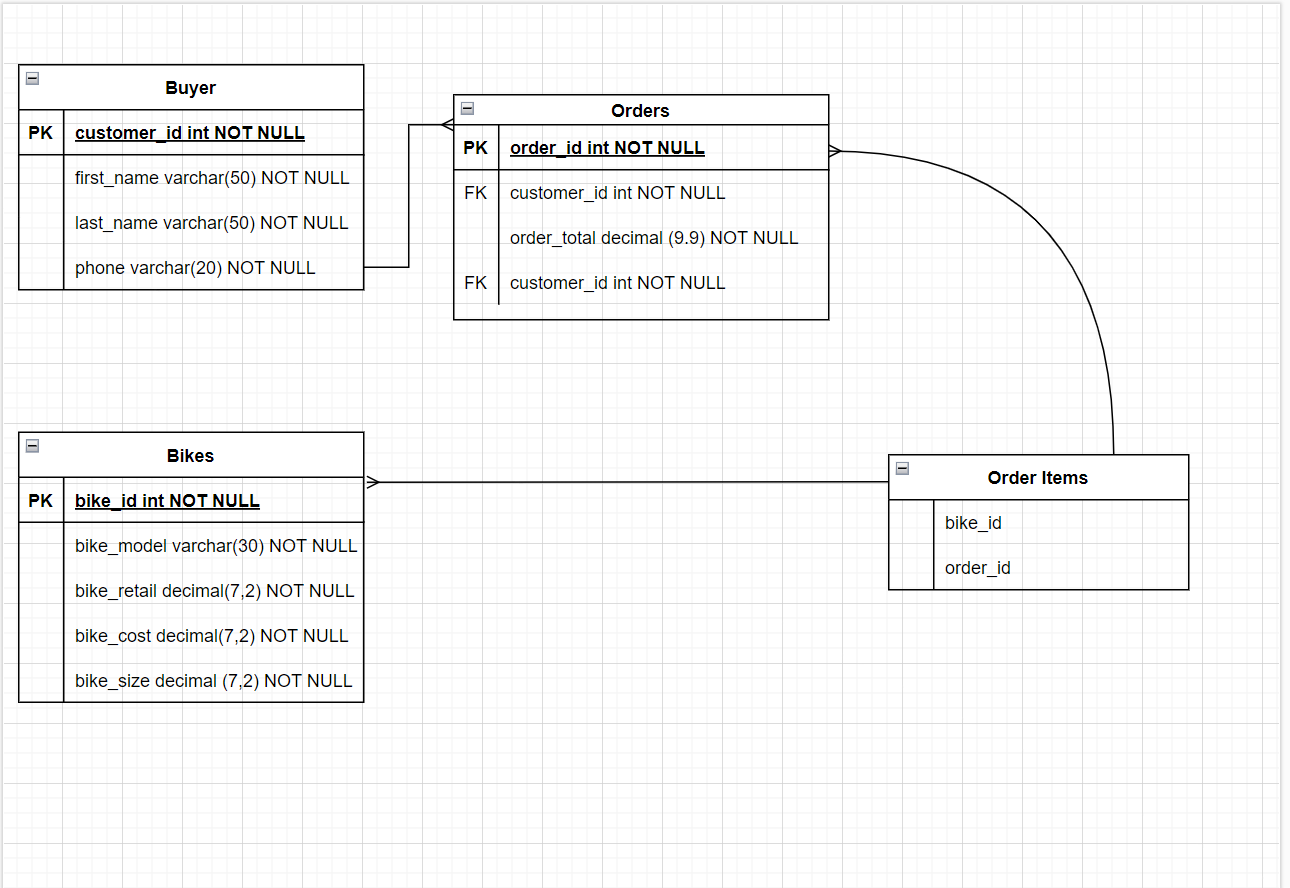 Buyer
PK customer_id int NOT NULL
first_name varchar(50) NOT NULL
last_name varchar(50) NOT NULL
phone varchar(20) NOT NULL
Orders
PK order_id int NOT NULL
FK customer_id int NOT NULL
order_total decimal (9.9) NOT NULL
FK customer_id int NOT NULL
Bikes
PK bike_id int NOT NULL
bike_model varchar(30) NOT NULL
bike_retail decimal(7,2) NOT NULL
bike_cost decimal(7,2) NOT NULL
bike_size decimal (7,2) NOT NULL
Order Items
bike_id
order_id